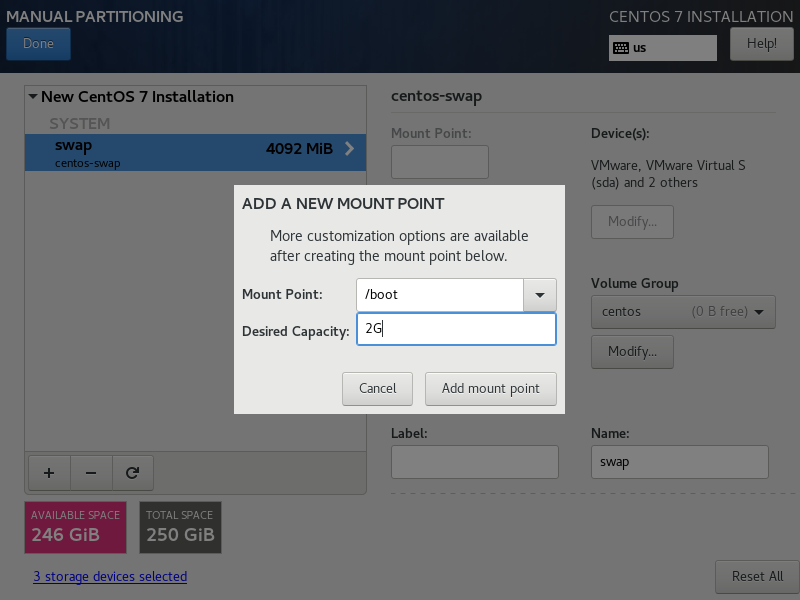 MANUAL PARTITIONING
CENTOS 7 INSTALLATION
Done
us
Help!
New CentOS 7 Installation
SYSTEM
swap
4092 MiB
centos-swap
centos-swap
Mount Point:
Device(s):
VMware, VMware Virtual S
(sda) and 2 others
Modify...
Volume Group
centos (0 B free)
Modify...
Label:
Name:
swap
ADD A NEW MOUNT POINT
More customization options are available
after creating the mount point below.
Mount Point: /boot
Desired Capacity: 2G
Cancel
Add mount point
AVAILABLE SPACE
246 GiB
TOTAL SPACE
250 GiB
3 storage devices selected
Reset All